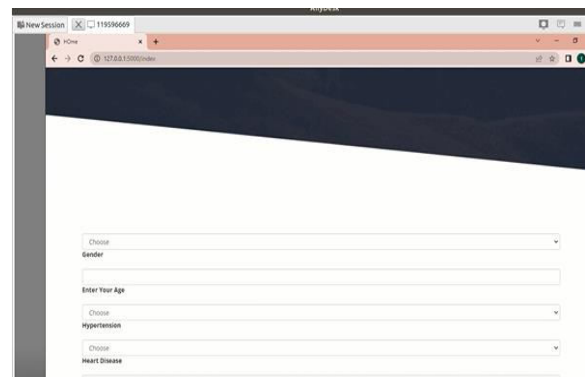 AnyDesk
New Session 119596669
HOme
127.0.0.1:5000/index
Choose
Gender
Enter Your Age
Choose
Hypertension
Choose
Heart Disease